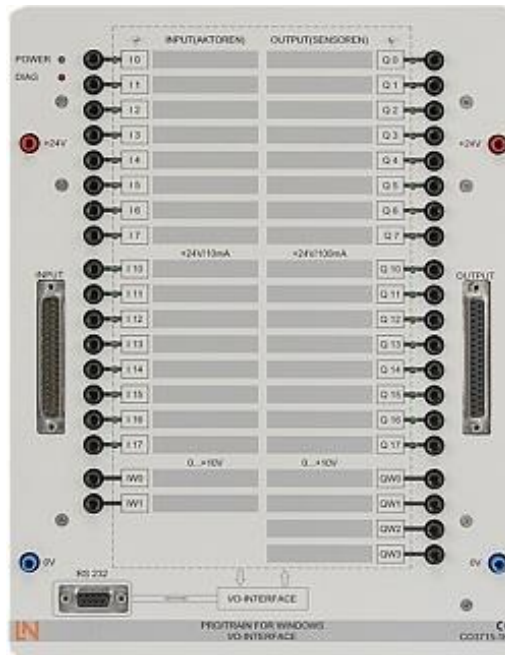 INPUT(AKTOREN) OUTPUT(SENSOREN)
POWER I 0 Q 0
DIAG I 1 Q 1
I 2 Q 2
I 3 Q 3
+24V +24V
I 4 Q 4
I 5 Q 5
I 6 Q 6
I 7 Q 7
+24V/10mA +24V/100mA
INPUT I 10 Q 10 OUTPUT
I 11 Q 11
I 12 Q 12
I 13 Q 13
I 14 Q 14
I 15 Q 15
I 16 Q 16
I 17 Q 17
0...+10V 0...+10V
IW0 QW0
IW1 QW1
QW2
QW3
0V 0V
RS 232
I/O-INTERFACE
LN PRO/TRAIN FOR WINDOWS
I/O-INTERFACE